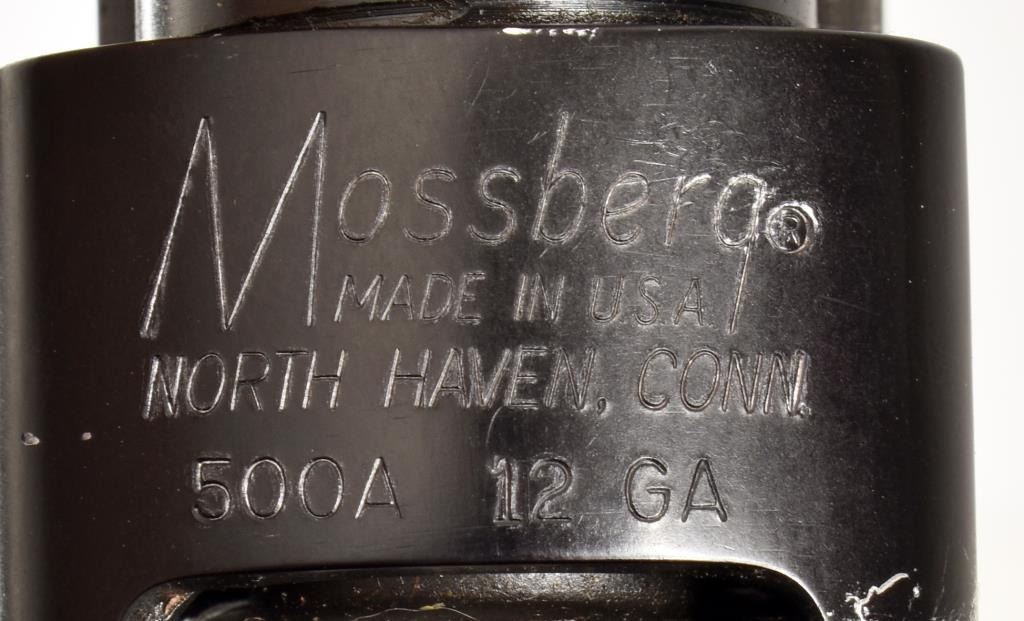 Mossberg®
MADE IN U.S.A.
NORTH HAVEN, CONN.
500A 12 GA